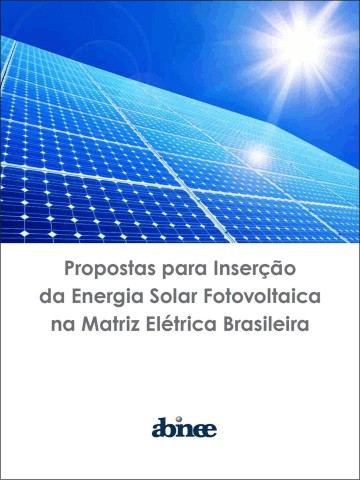 Propostas para Inserção
da Energia Solar Fotovoltaica
na Matriz Elétrica Brasileira
abinee